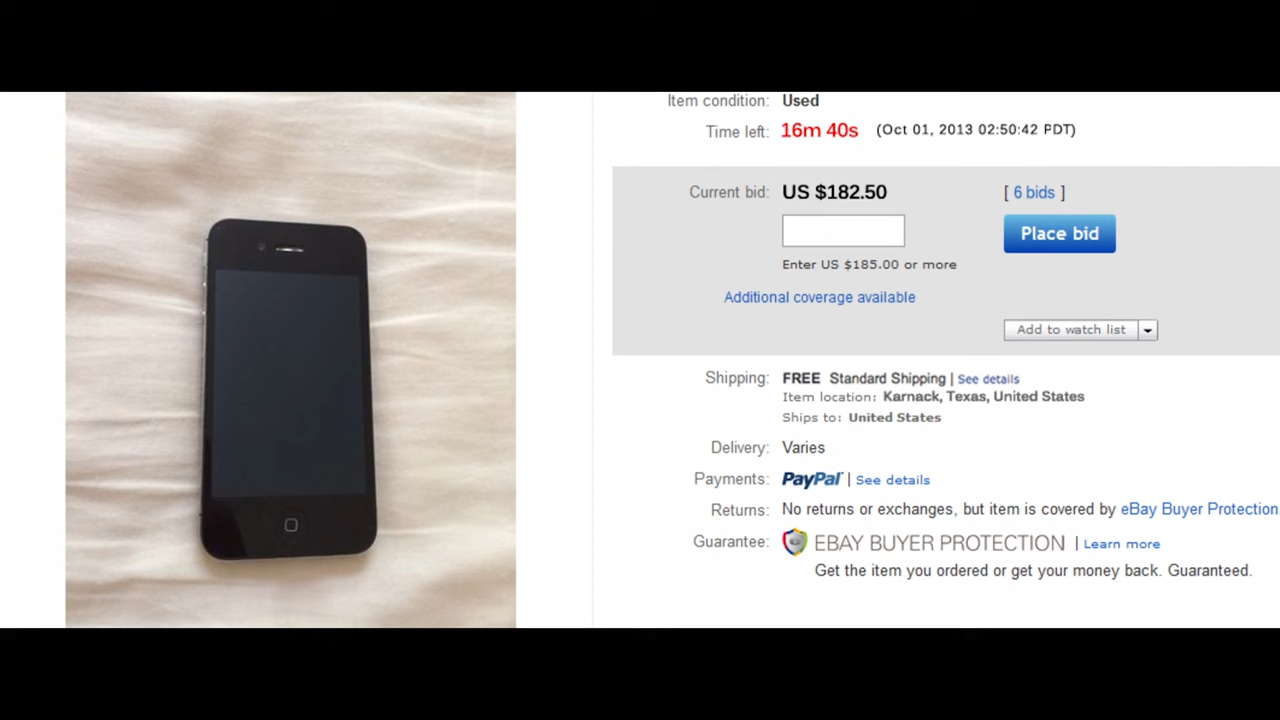 Item condition: Used
Time left: 16m 40s (Oct 01, 2013 02:50:42 PDT)
Current bid: US $182.50 [ 6 bids ]
Place bid
Enter US $185.00 or more
Additional coverage available
Add to watch list
Shipping: FREE Standard Shipping | See details
Item location: Karnack, Texas, United States
Ships to: United States
Delivery: Varies
Payments: PayPal | See details
Returns: No returns or exchanges, but item is covered by eBay Buyer Protection
Guarantee: EBAY BUYER PROTECTION | Learn more
Get the item you ordered or get your money back. Guaranteed.